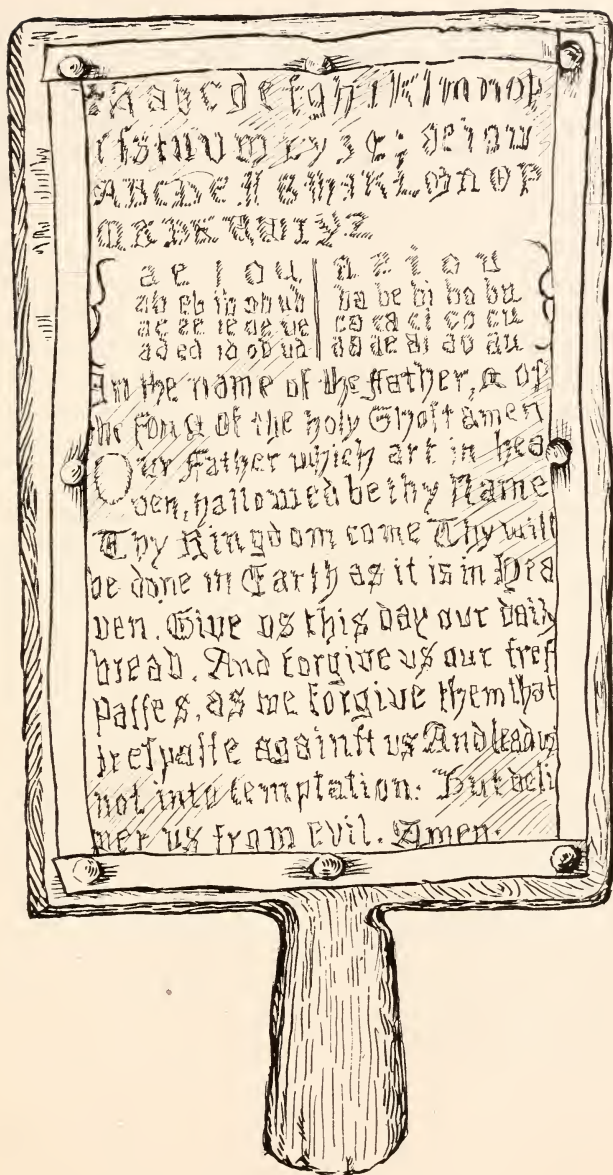 a b c d e f g h i k l m n o p
A B C D E
a e i o u | a e i o u
ab eb ib ob ub | ba be bi bo bu
ac ec ic oc uc | ca ce ci co cu
ad ed id od ud | da de di do du
In the name of the father, & of
the son & of the holy Ghost amen
Our Father which art in hea
ven, hallowed be thy Name
Thy Kingdom come Thy will
be done in Earth as it is in Hea
ven. Give us this day our daily
bread. And forgive us our tres
passes, as we forgive them that
trespasse against us And lead us
not into temptation: But deli
ver us from evil. Amen.